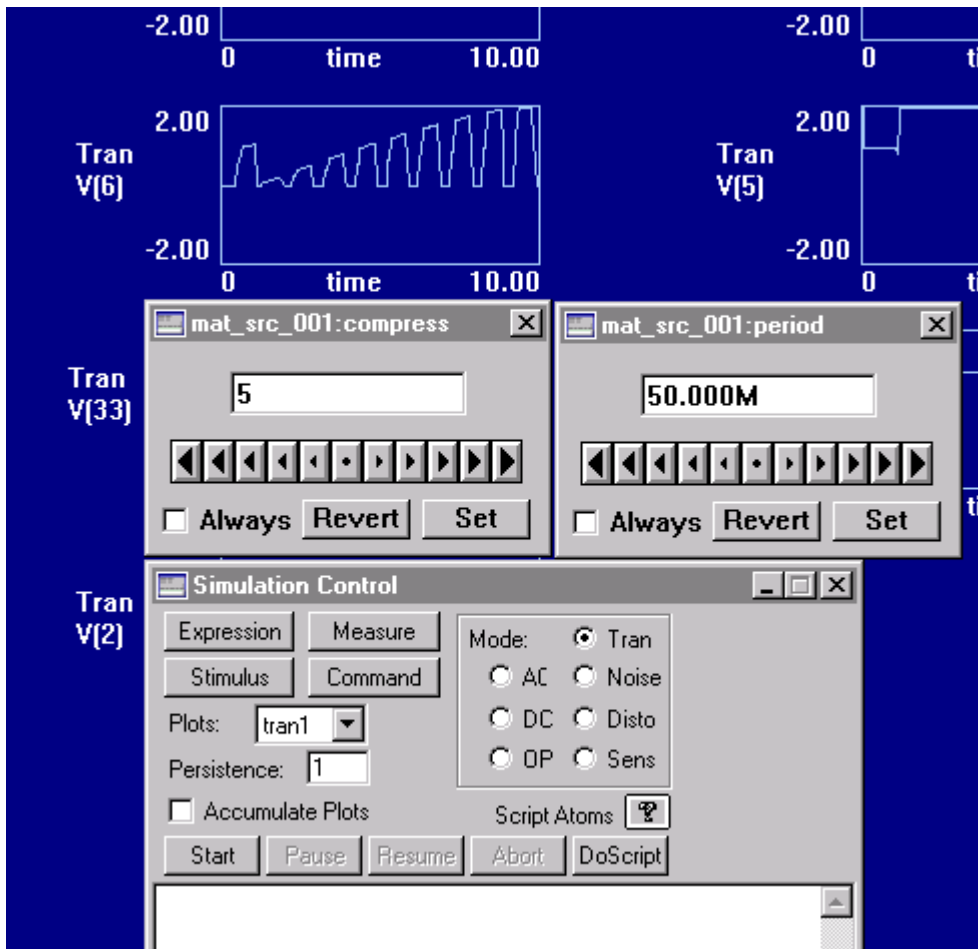 -2.00
-2.00
0 time 10.00
0 ti
2.00
2.00
Tran
V(6)
Tran
V(5)
-2.00
-2.00
0 time 10.00
0 ti
mat_src_001:compress
mat_src_001:period
Tran
V(33)
5
50.000M
ti
Always Revert Set
Always Revert Set
Simulation Control
Tran
V(2)
Expression Measure
Mode: Tran
Stimulus Command
AC Noise
Plots: tran1
DC Disto
Persistence: 1
OP Sens
Accumulate Plots
Script Atoms ?
Start Pause Resume Abort DoScript